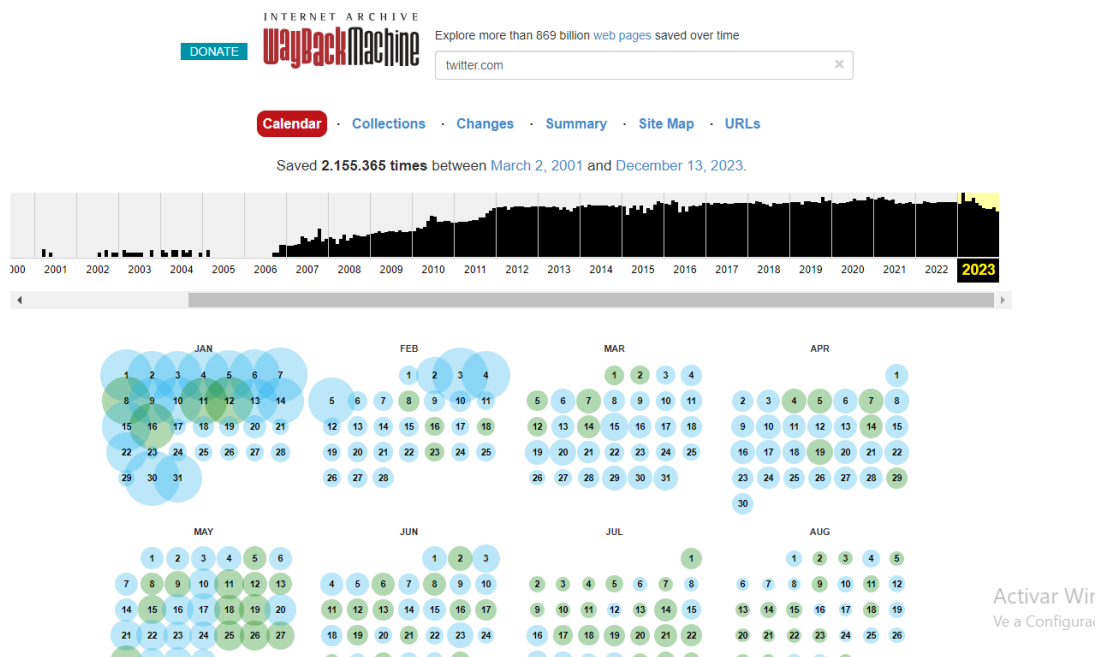 INTERNET ARCHIVE
DONATE
WayBackMachine
Explore more than 869 billion web pages saved over time
twitter.com ×
Calendar · Collections · Changes · Summary · Site Map · URLs
Saved 2.155.365 times between March 2, 2001 and December 13, 2023.
000 2001 2002 2003 2004 2005 2006 2007 2008 2009 2010 2011 2012 2013 2014 2015 2016 2017 2018 2019 2020 2021 2022 2023
JAN FEB MAR APR
1 2 3 4 5 6 7 1 2 3 4 1 2 3 4 1
8 9 10 11 12 13 14 5 6 7 8 9 10 11 5 6 7 8 9 10 11 2 3 4 5 6 7 8
15 16 17 18 19 20 21 12 13 14 15 16 17 18 12 13 14 15 16 17 18 9 10 11 12 13 14 15
22 23 24 25 26 27 28 19 20 21 22 23 24 25 19 20 21 22 23 24 25 16 17 18 19 20 21 22
29 30 31 26 27 28 26 27 28 29 30 31 23 24 25 26 27 28 29
30
MAY JUN JUL AUG
1 2 3 4 5 6 1 2 3 1 1 2 3 4 5
7 8 9 10 11 12 13 4 5 6 7 8 9 10 2 3 4 5 6 7 8 6 7 8 9 10 11 12
Activar Win
14 15 16 17 18 19 20 11 12 13 14 15 16 17 9 10 11 12 13 14 15 13 14 15 16 17 18 19
Ve a Configurac
21 22 23 24 25 26 27 18 19 20 21 22 23 24 16 17 18 19 20 21 22 20 21 22 23 24 25 26